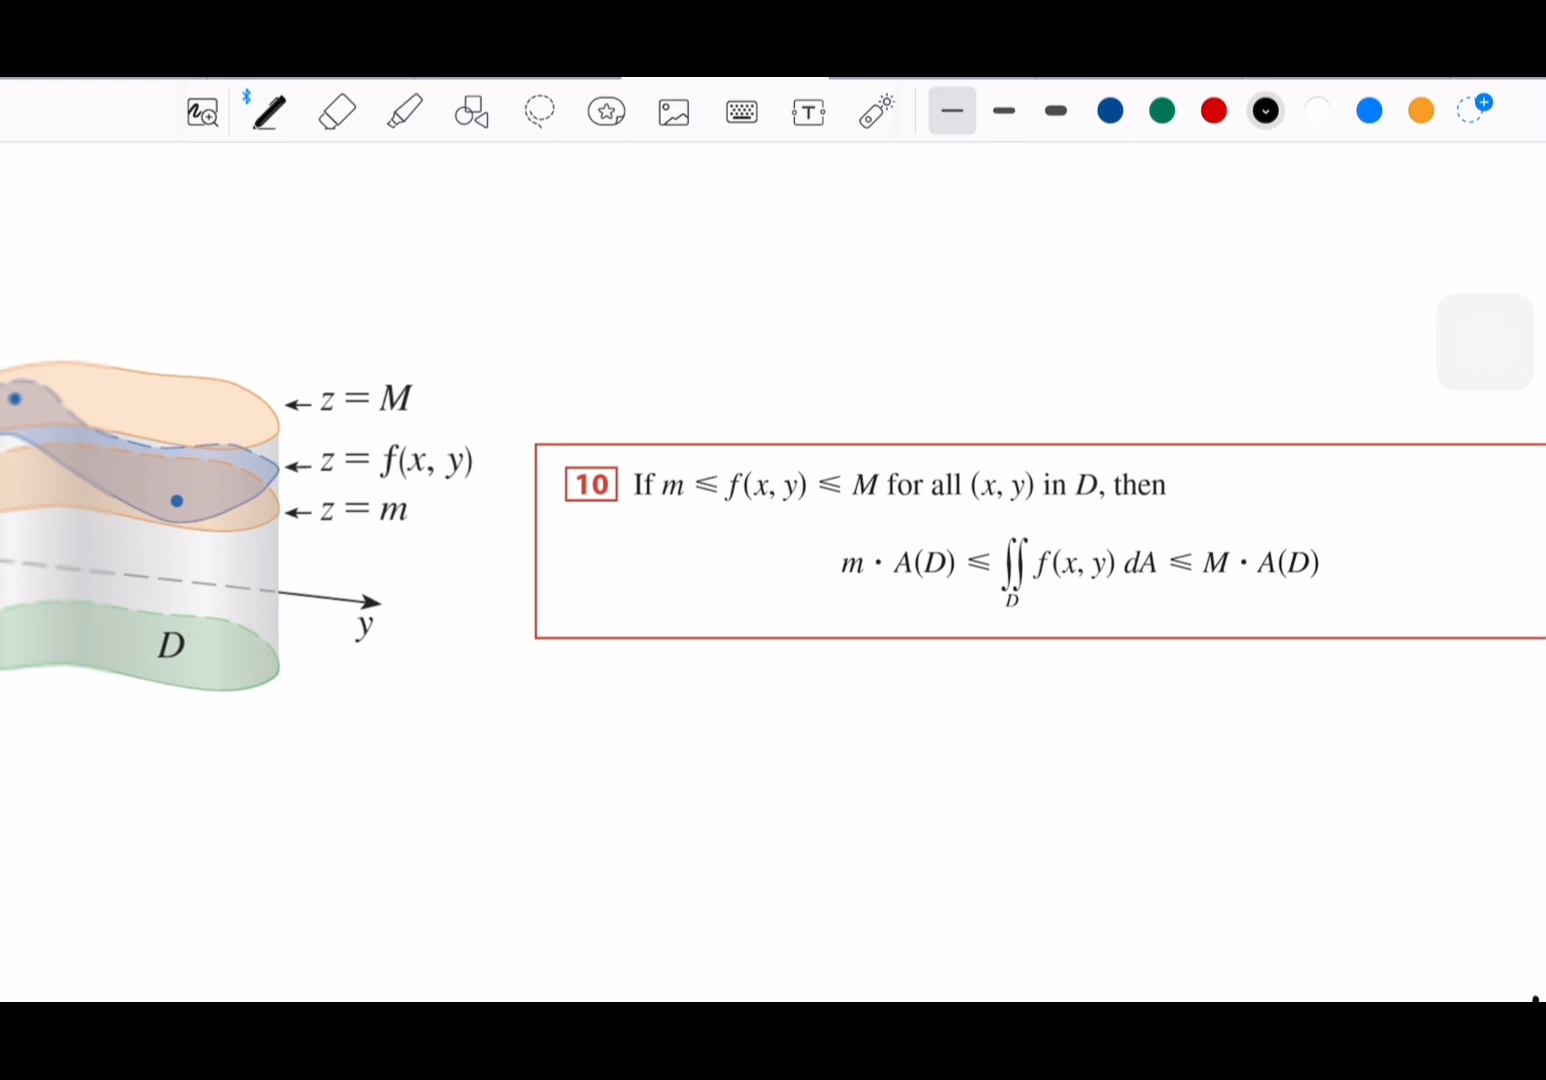 z = M
z = f(x, y)
z = m
y
D
10 If m ⩽ f(x, y) ⩽ M for all (x, y) in D, then
m · A(D) ⩽ ∬_D f(x, y) dA ⩽ M · A(D)
T